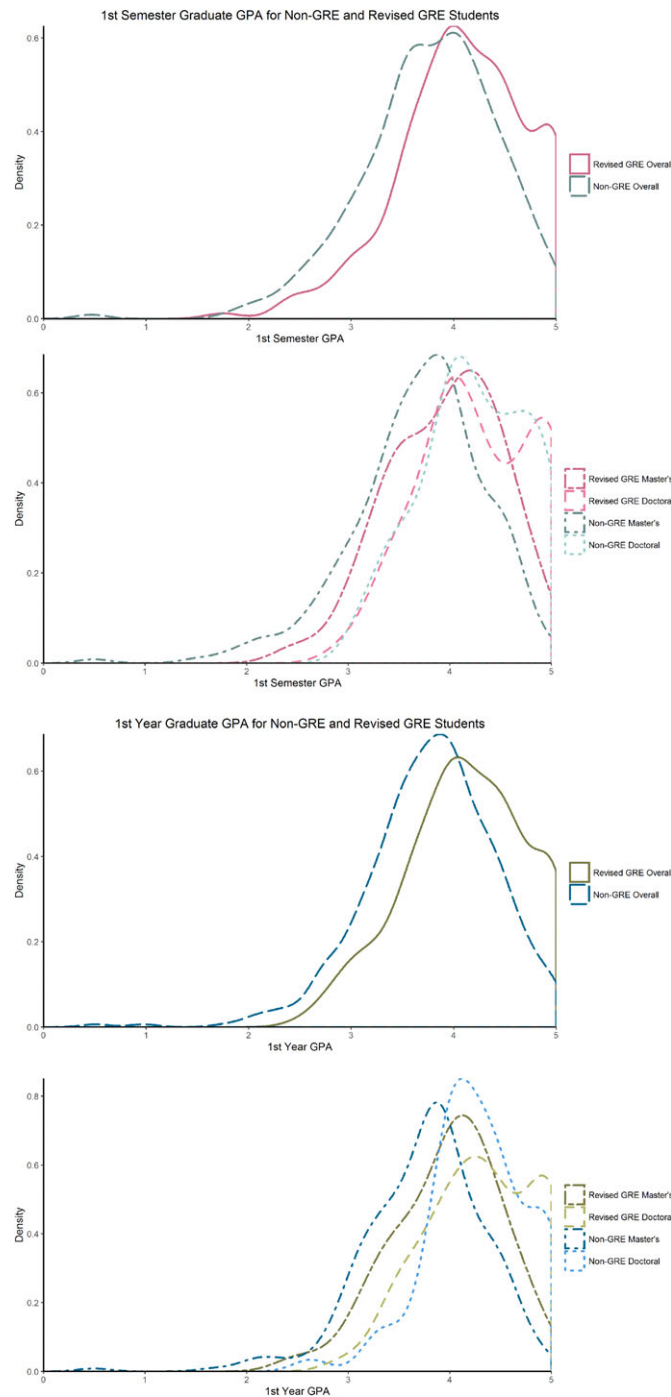 1st Semester Graduate GPA for Non-GRE and Revised GRE Students
0.6
0.4
0.2
0.0
Density
0 1 2 3 4 5
1st Semester GPA
Revised GRE Overall
Non-GRE Overall
0.6
0.4
0.2
0.0
Density
0 1 2 3 4 5
1st Semester GPA
Revised GRE Master's
Revised GRE Doctoral
Non-GRE Master's
Non-GRE Doctoral
1st Year Graduate GPA for Non-GRE and Revised GRE Students
0.6
0.4
0.2
0.0
Density
0 1 2 3 4 5
1st Year GPA
Revised GRE Overall
Non-GRE Overall
0.8
0.6
0.4
0.2
0.0
Density
0 1 2 3 4 5
1st Year GPA
Revised GRE Master's
Revised GRE Doctoral
Non-GRE Master's
Non-GRE Doctoral